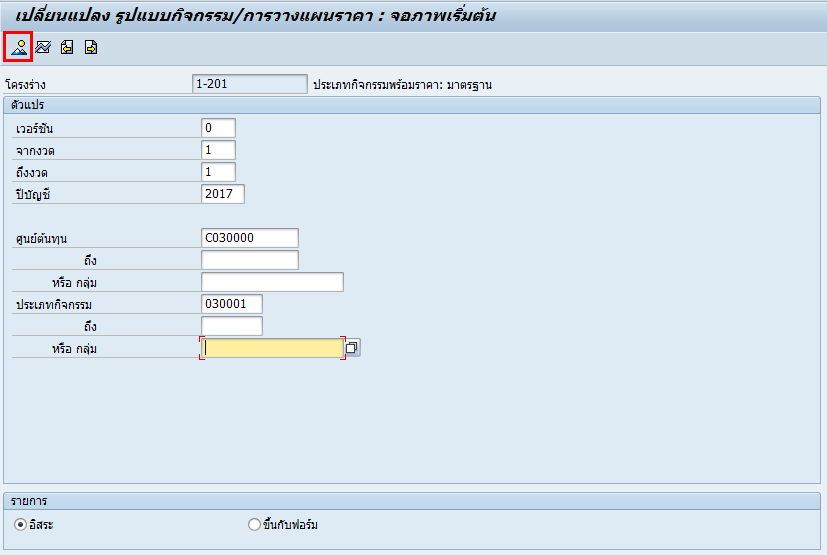 เปลี่ยนแปลง รูปแบบกิจกรรม/การวางแผนราคา : จอภาพเริ่มต้น
โครงร่าง 1-201 ประเภทกิจกรรมพร้อมราคา: มาตรฐาน
ตัวแปร
เวอร์ชัน 0
จากงวด 1
ถึงงวด 1
ปีบัญชี 2017
ศูนย์ต้นทุน C030000
ถึง
หรือ กลุ่ม
ประเภทกิจกรรม 030001
ถึง
หรือ กลุ่ม
รายการ
อิสระ ขึ้นกับฟอร์ม